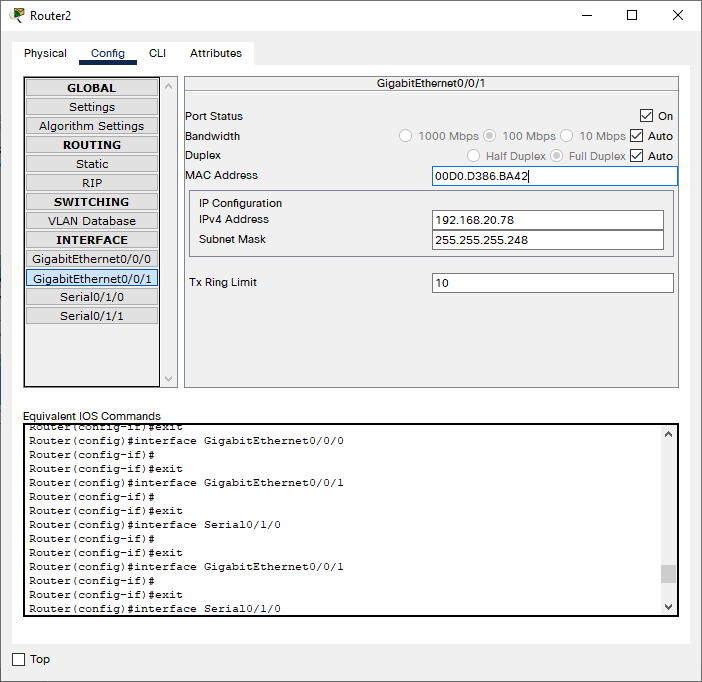 Router2
Physical Config CLI Attributes
GLOBAL
Settings
Algorithm Settings
ROUTING
Static
RIP
SWITCHING
VLAN Database
INTERFACE
GigabitEthernet0/0/0
GigabitEthernet0/0/1
Serial0/1/0
Serial0/1/1
GigabitEthernet0/0/1
Port Status On
Bandwidth 1000 Mbps 100 Mbps 10 Mbps Auto
Duplex Half Duplex Full Duplex Auto
MAC Address 00D0.D386.BA42
IP Configuration
IPv4 Address 192.168.20.78
Subnet Mask 255.255.255.248
Tx Ring Limit 10
Equivalent IOS Commands
Router(config-if)#exit
Router(config)#interface GigabitEthernet0/0/0
Router(config-if)#
Router(config-if)#exit
Router(config)#interface GigabitEthernet0/0/1
Router(config-if)#
Router(config-if)#exit
Router(config)#interface Serial0/1/0
Router(config-if)#
Router(config-if)#exit
Router(config)#interface GigabitEthernet0/0/1
Router(config-if)#
Router(config-if)#exit
Router(config)#interface Serial0/1/0
Top